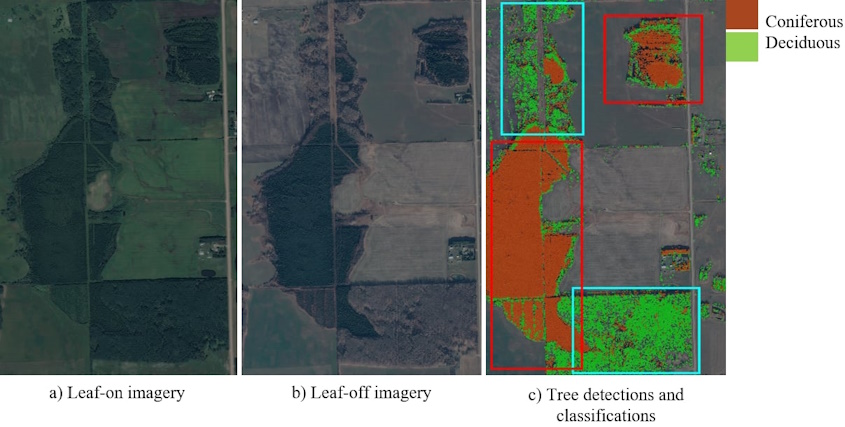 Coniferous
Deciduous
a) Leaf-on imagery
b) Leaf-off imagery
c) Tree detections and
classifications